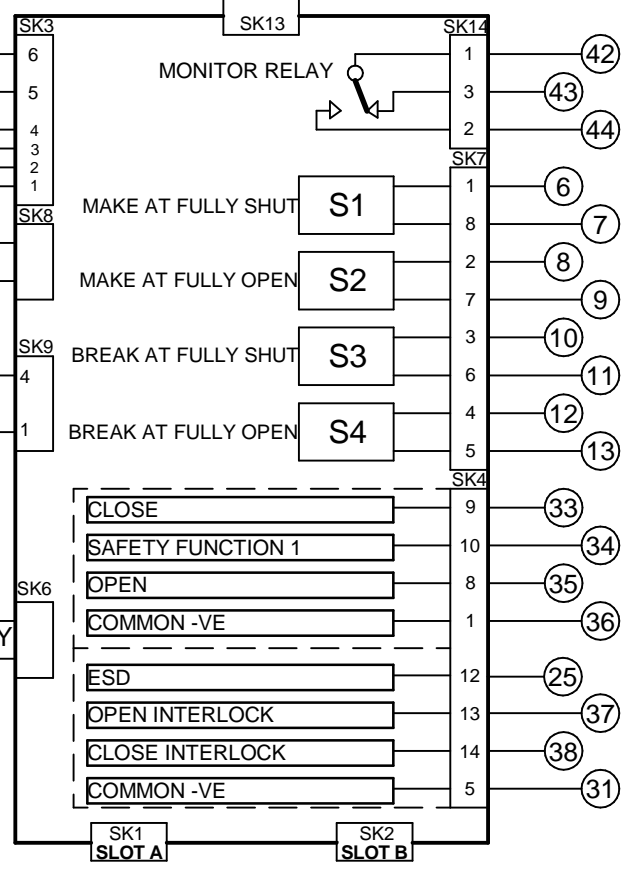 SK3
SK13
SK14
6
MONITOR RELAY
1
42
5
3
43
4
2
44
3
2
1
SK7
MAKE AT FULLY SHUT
S1
1
6
8
7
SK8
MAKE AT FULLY OPEN
S2
2
8
7
9
SK9
BREAK AT FULLY SHUT
S3
3
10
4
6
11
1
BREAK AT FULLY OPEN
S4
4
12
5
13
SK4
CLOSE
9
33
SAFETY FUNCTION 1
10
34
SK6
OPEN
8
35
COMMON -VE
1
36
Y
ESD
12
25
OPEN INTERLOCK
13
37
CLOSE INTERLOCK
14
38
COMMON -VE
5
31
SK1
SLOT A
SK2
SLOT B